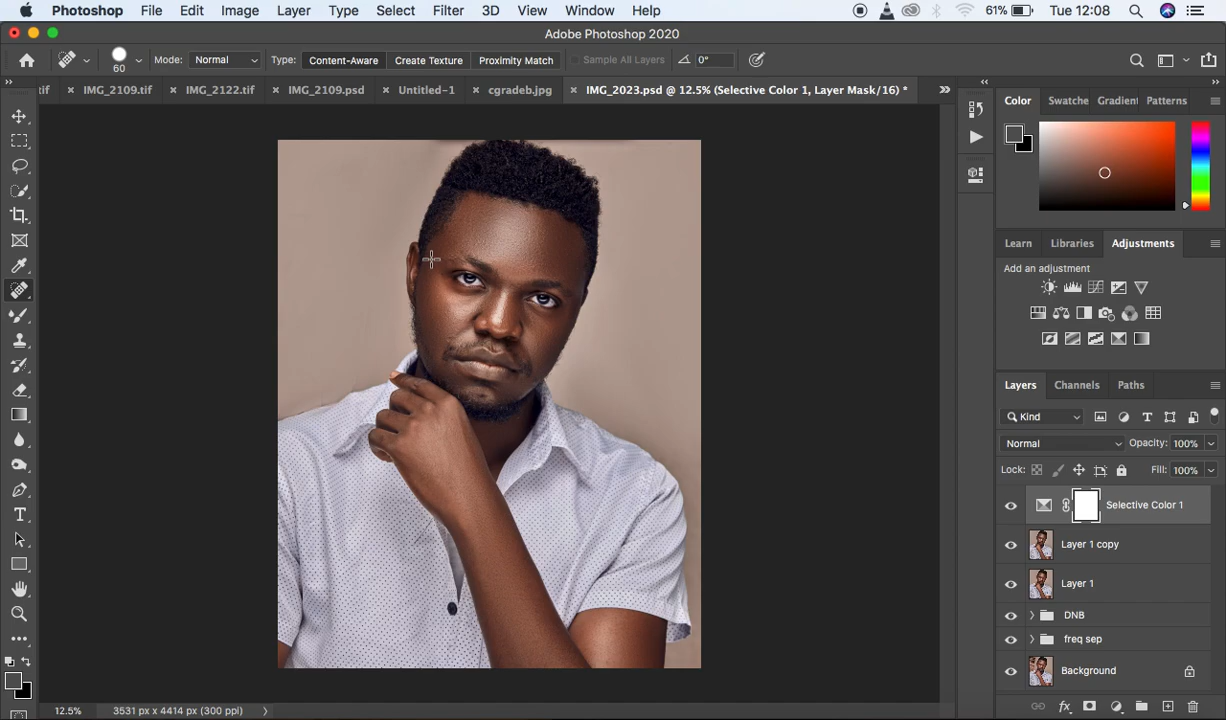 Photoshop File Edit Image Layer Type Select Filter 3D View Window Help 61% Tue 12:08
Adobe Photoshop 2020
60 Mode: Normal Type: Content-Aware Create Texture Proximity Match Sample All Layers 0°
tif × IMG_2109.tif × IMG_2122.tif × IMG_2109.psd × Untitled-1 × cgradeb.jpg × IMG_2023.psd @ 12.5% (Selective Color 1, Layer Mask/16) *
Color Swatche Gradient Patterns
Learn Libraries Adjustments
Add an adjustment
Layers Channels Paths
Kind
Normal Opacity: 100%
Lock: Fill: 100%
Selective Color 1
Layer 1 copy
Layer 1
DNB
freq sep
Background
12.5% 3531 px x 4414 px (300 ppi)